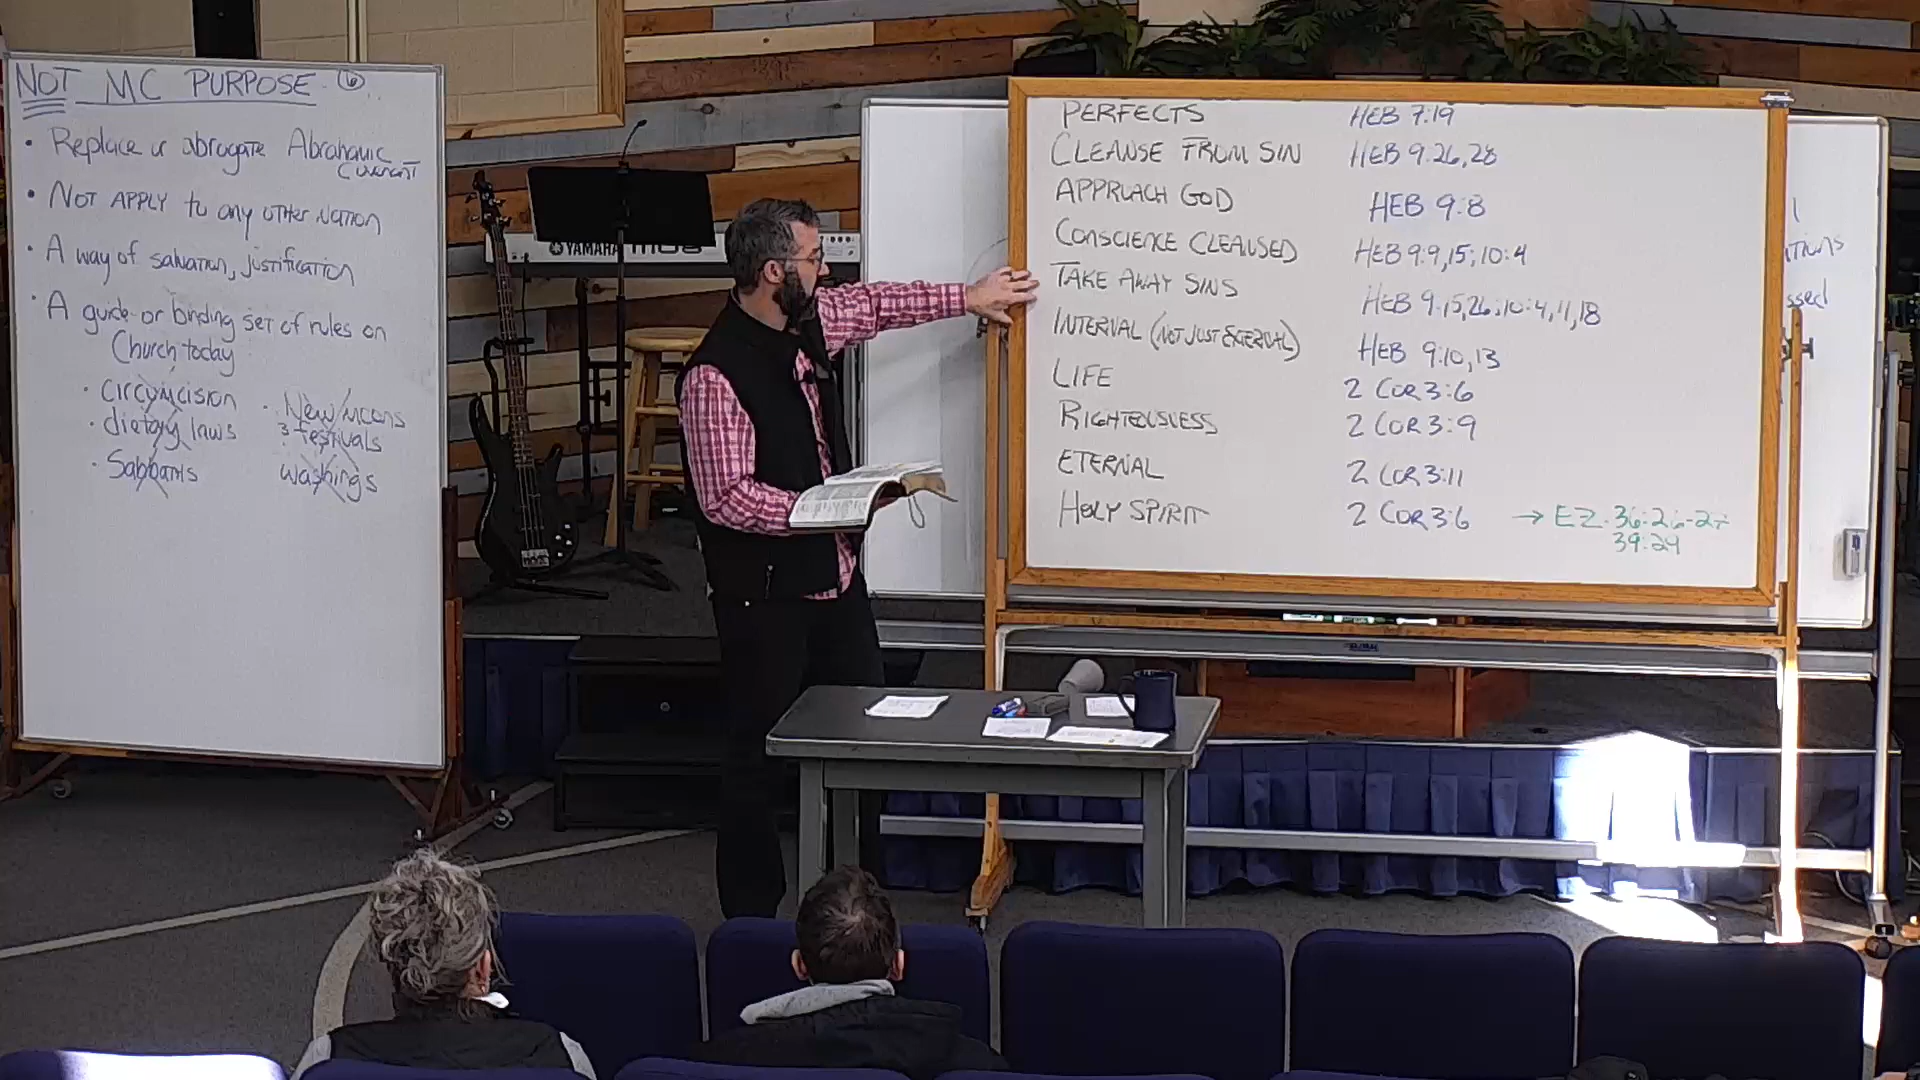 NOT MC PURPOSE 6
• Replace or abrogate Abrahamic
Covenant
• NOT APPLY to any other nation
• A way of salvation, justification
• A guide or binding set of rules on
Church today
• Circumcision
• dietary laws
• Sabbaths
• New Moons
3 festivals
washings
YAMAHA
PERFECTS HEB 7:19
CLEANSE FROM SIN HEB 9:26,28
APPROACH GOD HEB 9:8
CONSCIENCE CLEANSED HEB 9:9,15; 10:4
TAKE AWAY SINS HEB 9:15,26; 10:4,11,18
INTERNAL (NOT JUST EXTERNAL) HEB 9:10,13
LIFE 2 COR 3:6
RIGHTEOUSNESS 2 COR 3:9
ETERNAL 2 COR 3:11
HOLY SPIRIT 2 COR 3:6 → EZ. 36:26-27
39:29